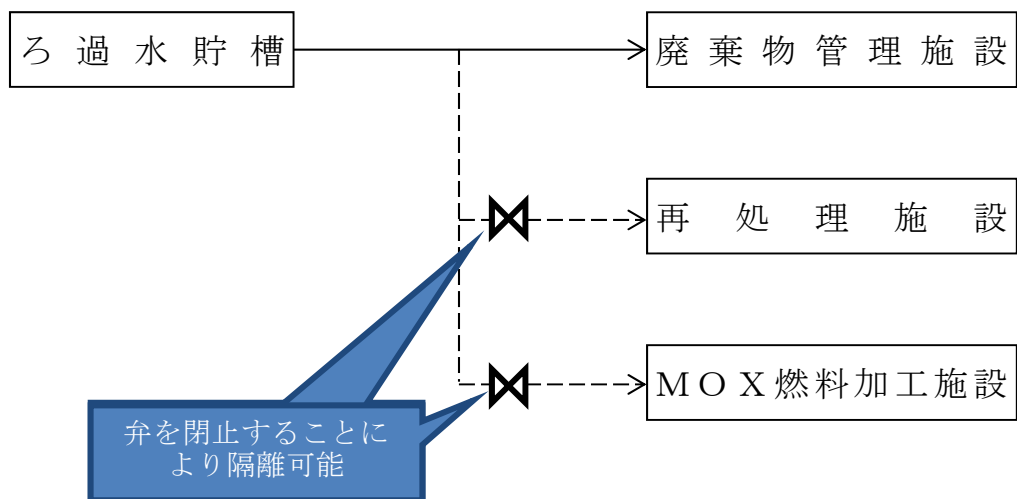 ろ過水貯槽
廃棄物管理施設
再処理施設
ＭＯＸ燃料加工施設
弁を閉止することに
より隔離可能